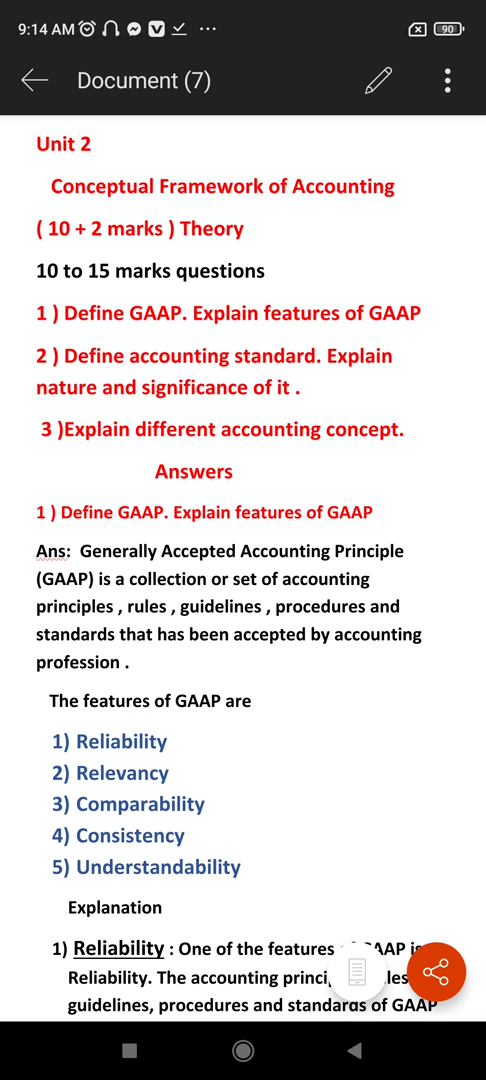 9:14 AM
90
Document (7)
Unit 2
Conceptual Framework of Accounting
( 10 + 2 marks ) Theory
10 to 15 marks questions
1 ) Define GAAP. Explain features of GAAP
2 ) Define accounting standard. Explain
nature and significance of it .
3 )Explain different accounting concept.
Answers
1 ) Define GAAP. Explain features of GAAP
Ans: Generally Accepted Accounting Principle
(GAAP) is a collection or set of accounting
principles , rules , guidelines , procedures and
standards that has been accepted by accounting
profession .
The features of GAAP are
1) Reliability
2) Relevancy
3) Comparability
4) Consistency
5) Understandability
Explanation
1) Reliability : One of the features GAAP is
Reliability. The accounting
guidelines, procedures and standards of GAAP